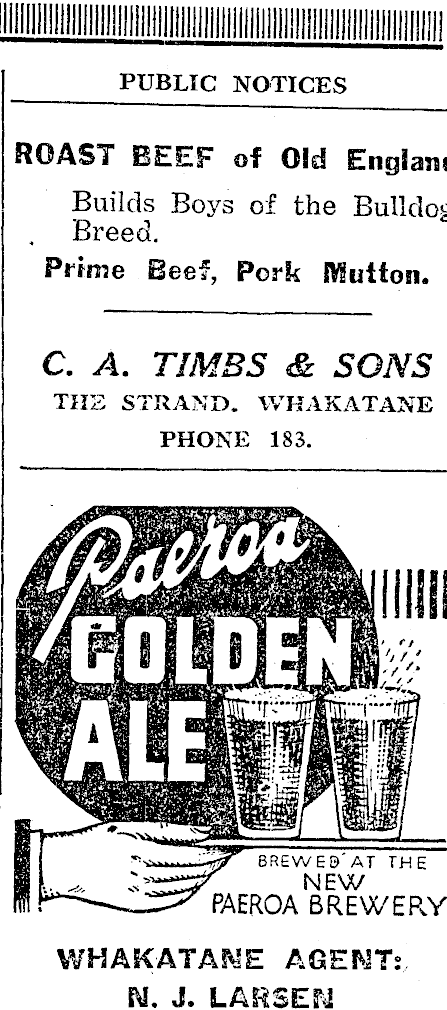 PUBLIC NOTICES
ROAST BEEF of Old Englan
Builds Boys of the Bulldog
Breed.
Prime Beef, Pork Mutton.
C. A. TIMBS & SONS
THE STRAND. WHAKATANE
PHONE 183.
Paeroa
GOLDEN
ALE
BREWED AT THE
NEW
PAEROA BREWERY
WHAKATANE AGENT:
N. J. LARSEN